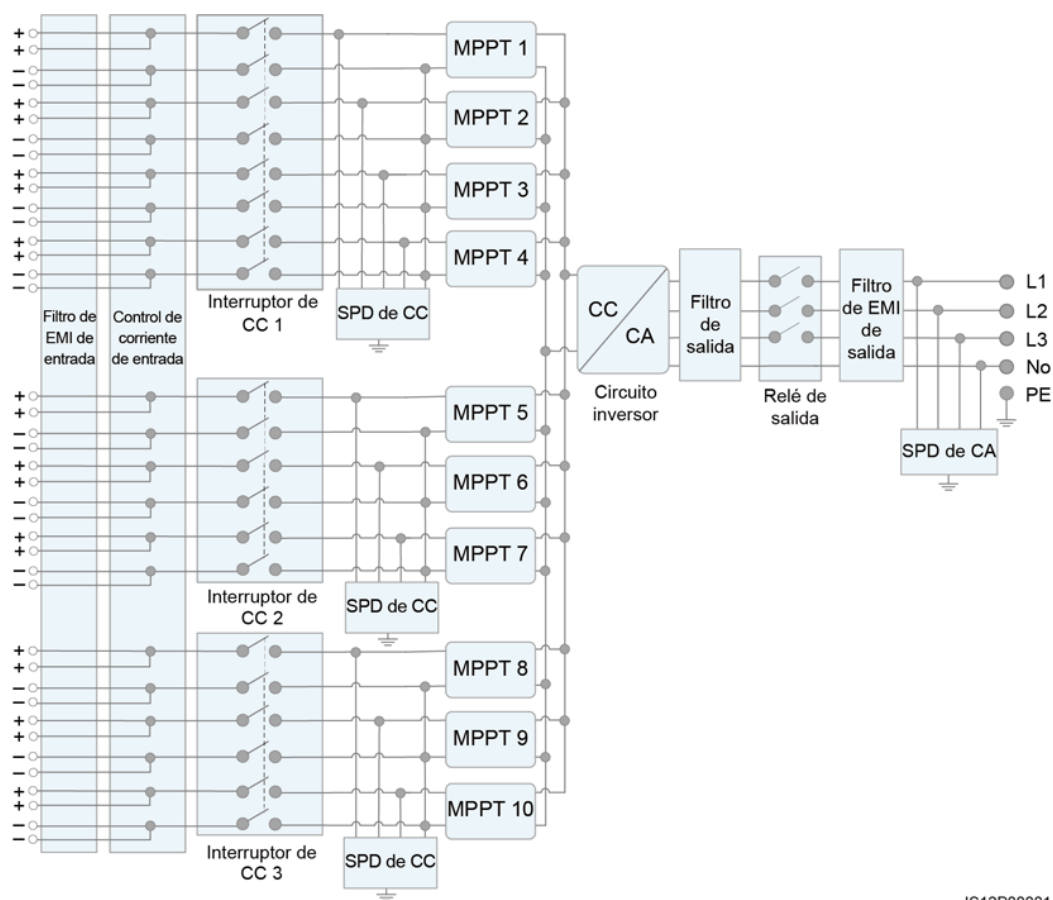 +
+
−
−
+
+
−
−
+
+
−
−
+
+
−
−
Filtro de
EMI de
entrada
Control de
corriente
de entrada
Interruptor de
CC 1
SPD de CC
MPPT 1
MPPT 2
MPPT 3
MPPT 4
+
+
−
−
+
+
−
−
+
+
−
−
Interruptor de
CC 2
SPD de CC
MPPT 5
MPPT 6
MPPT 7
+
+
−
−
+
+
−
−
+
+
−
−
Interruptor de
CC 3
SPD de CC
MPPT 8
MPPT 9
MPPT 10
CC
CA
Circuito
inversor
Filtro
de
salida
Relé de
salida
Filtro
de EMI
de
salida
L1
L2
L3
No
PE
SPD de CA